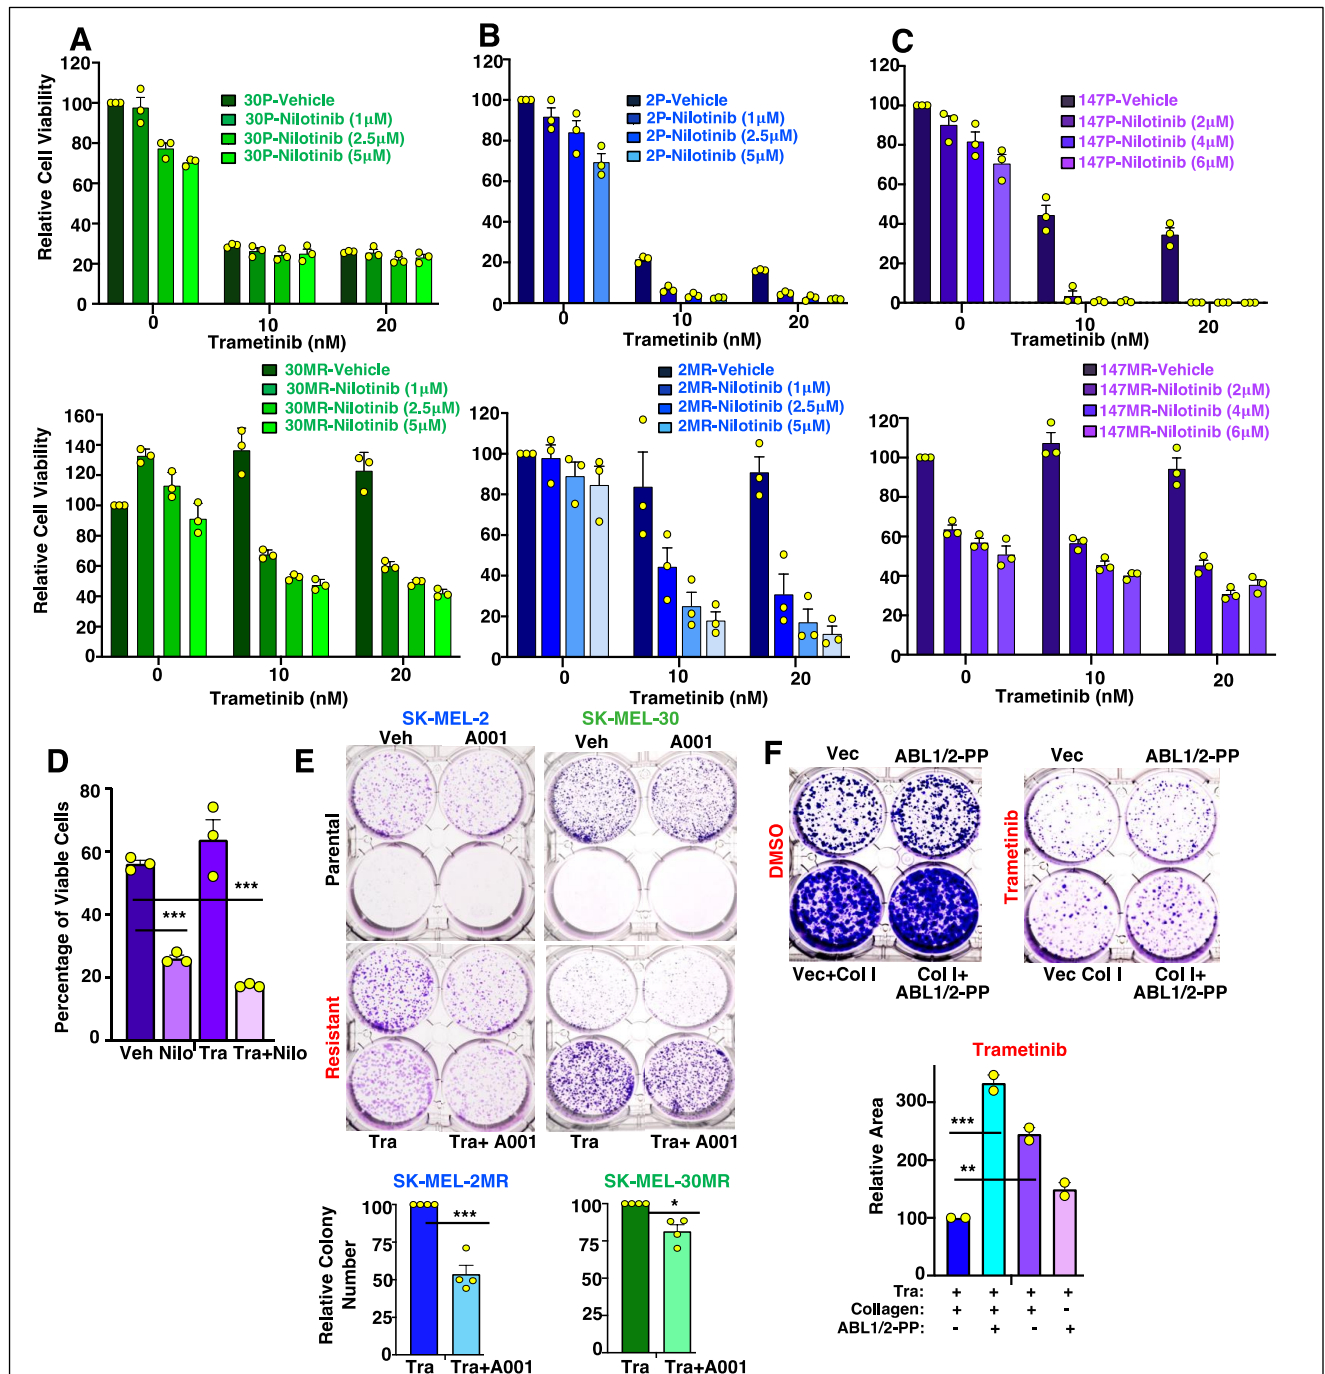 A
120
100
80
60
40
20
0
Relative Cell Viability
30P-Vehicle
30P-Nilotinib (1μM)
30P-Nilotinib (2.5μM)
30P-Nilotinib (5μM)
0
10
20
Trametinib (nM)
B
120
100
80
60
40
20
0
2P-Vehicle
2P-Nilotinib (1μM)
2P-Nilotinib (2.5μM)
2P-Nilotinib (5μM)
0
10
20
Trametinib (nM)
C
120
100
80
60
40
20
0
147P-Vehicle
147P-Nilotinib (2μM)
147P-Nilotinib (4μM)
147P-Nilotinib (6μM)
0
10
20
Trametinib (nM)
160
140
120
100
80
60
40
20
0
Relative Cell Viability
30MR-Vehicle
30MR-Nilotinib (1μM)
30MR-Nilotinib (2.5μM)
30MR-Nilotinib (5μM)
0
10
20
Trametinib (nM)
120
100
80
60
40
20
0
2MR-Vehicle
2MR-Nilotinib (1μM)
2MR-Nilotinib (2.5μM)
2MR-Nilotinib (5μM)
0
10
20
Trametinib (nM)
120
100
80
60
40
20
0
147MR-Vehicle
147MR-Nilotinib (2μM)
147MR-Nilotinib (4μM)
147MR-Nilotinib (6μM)
0
10
20
Trametinib (nM)
D
80
60
40
20
0
Percentage of Viable Cells
***
***
Veh Nilo Tra Tra+Nilo
E
SK-MEL-2 SK-MEL-30
Veh A001 Veh A001
Parental
Resistant
Tra Tra+ A001 Tra Tra+ A001
SK-MEL-2MR
Relative Colony
Number
100
75
50
25
0
***
Tra Tra+A001
SK-MEL-30MR
100
75
50
75
0
*
Tra Tra+A001
F
Vec ABL1/2-PP
DMSO
Vec+Col I Col I+
ABL1/2-PP
Vec ABL1/2-PP
Trametinib
Vec Col I Col I+
ABL1/2-PP
Trametinib
Relative Area
300
200
100
0
***
**
Tra: + + + +
Collagen: + + + -
ABL1/2-PP: - + - +